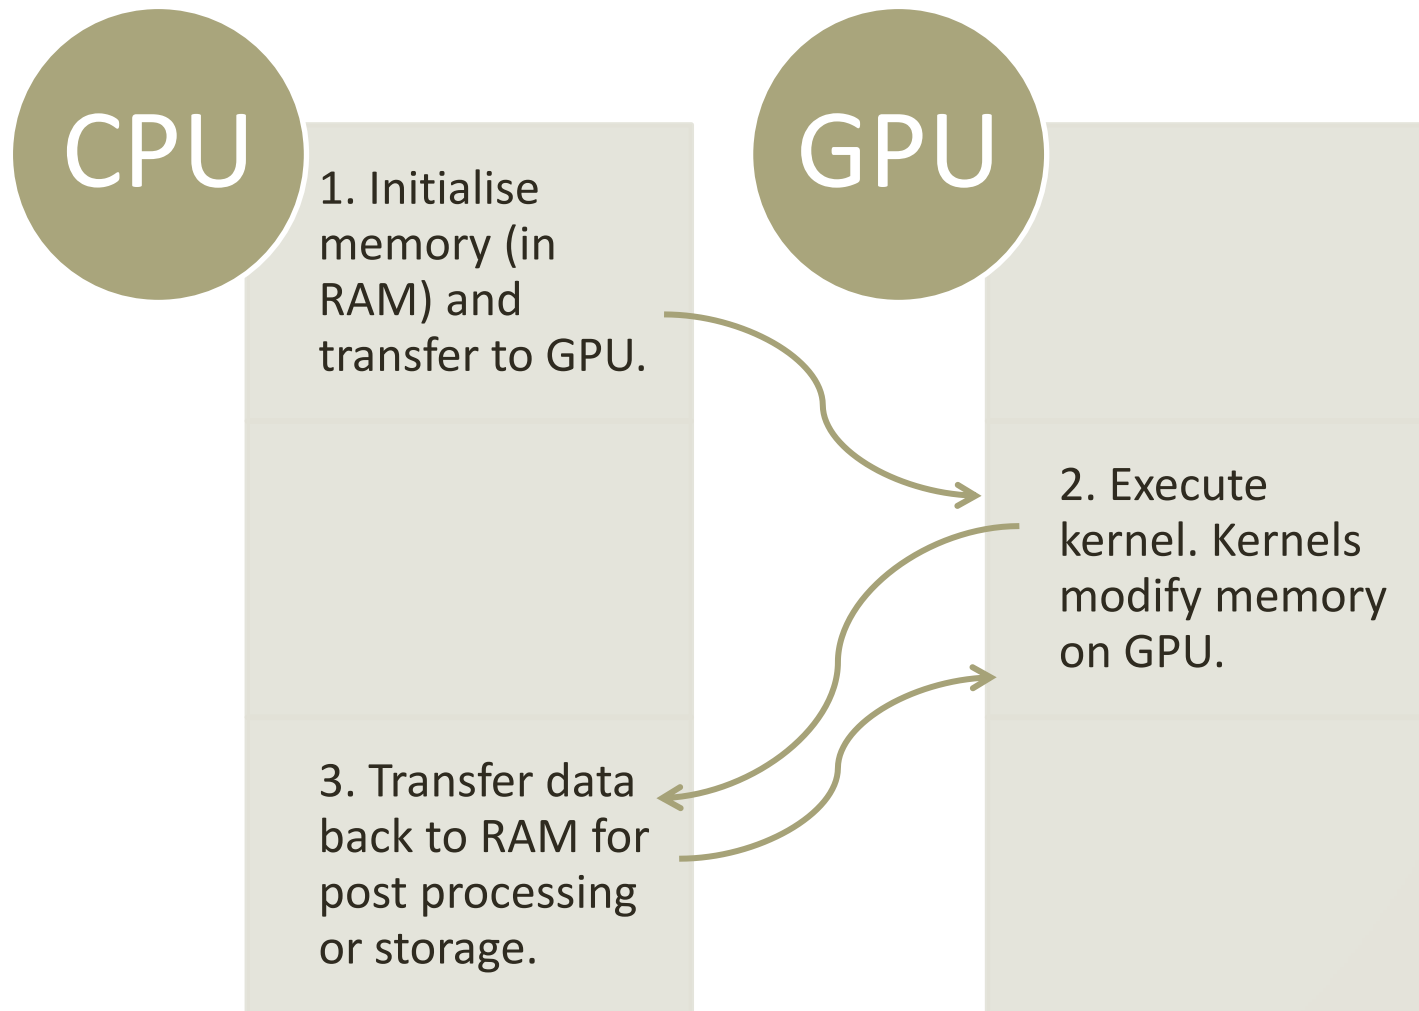 CPU
GPU
1. Initialise
memory (in
RAM) and
transfer to GPU.
2. Execute
kernel. Kernels
modify memory
on GPU.
3. Transfer data
back to RAM for
post processing
or storage.